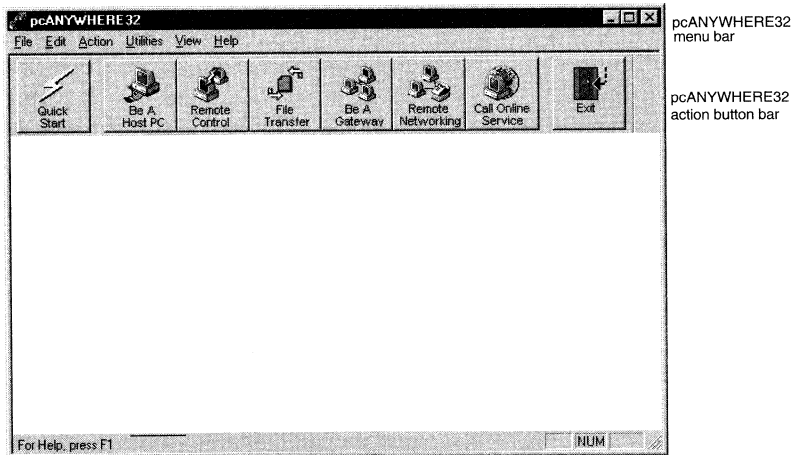 pcANYWHERE32
pcANYWHERE32
menu bar
File Edit Action Utilities View Help
pcANYWHERE32
action button bar
Quick
Start
Be A
Host PC
Remote
Control
File
Transfer
Be A
Gateway
Remote
Networking
Call Online
Service
Exit
For Help, press F1
NUM